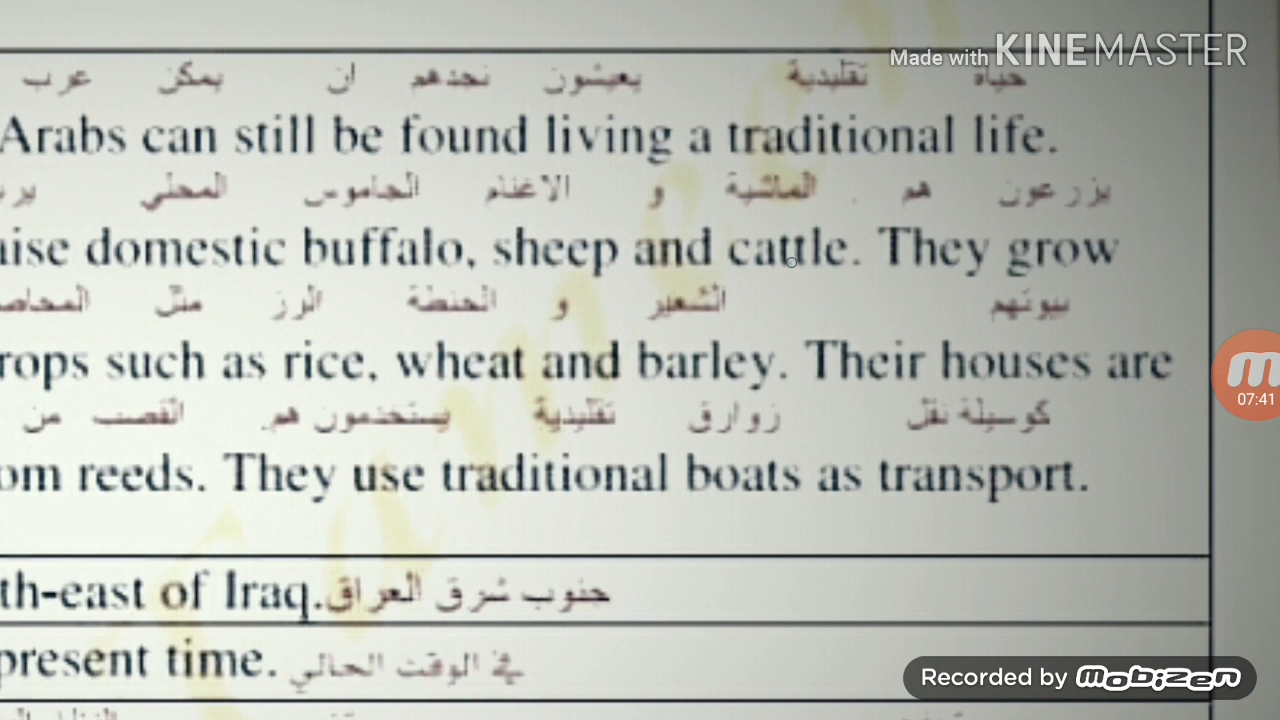 Made with KINEMASTER
عرب يمكن ان نجدهم يعيشون تقليدية حياة
Arabs can still be found living a traditional life.
المحلي الجاموس الاغنام و الماشية هم يزرعون
domestic buffalo, sheep and cattle. They grow
مثل الرز الحنطة و الشعير بيوتهم
such as rice, wheat and barley. Their houses are
من القصب هم يستخدمون تقليدية زوارق كوسيلة نقل
reeds. They use traditional boats as transport.
th-east of Iraq. جنوب شرق العراق
present time. في الوقت الحالي
07:41
Recorded by mobizen